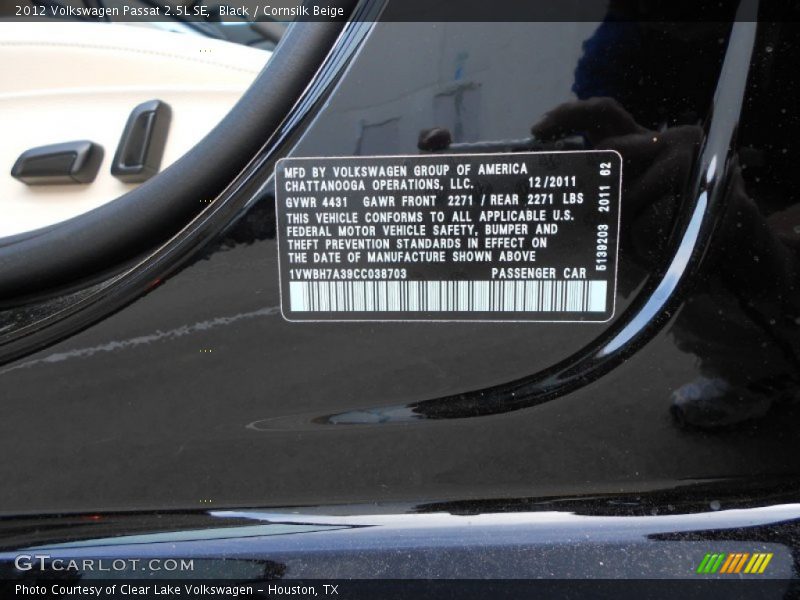 2012 Volkswagen Passat 2.5L SE, Black / Cornsilk Beige
MFD BY VOLKSWAGEN GROUP OF AMERICA
CHATTANOOGA OPERATIONS, LLC. 12/2011
GVWR 4431 GAWR FRONT 2271 / REAR 2271 LBS
THIS VEHICLE CONFORMS TO ALL APPLICABLE U.S.
FEDERAL MOTOR VEHICLE SAFETY, BUMPER AND
THEFT PREVENTION STANDARDS IN EFFECT ON
THE DATE OF MANUFACTURE SHOWN ABOVE
1VWBH7A39CC038703 PASSENGER CAR
5139203 2011 62
GTCARLOT.COM
Photo Courtesy of Clear Lake Volkswagen - Houston, TX